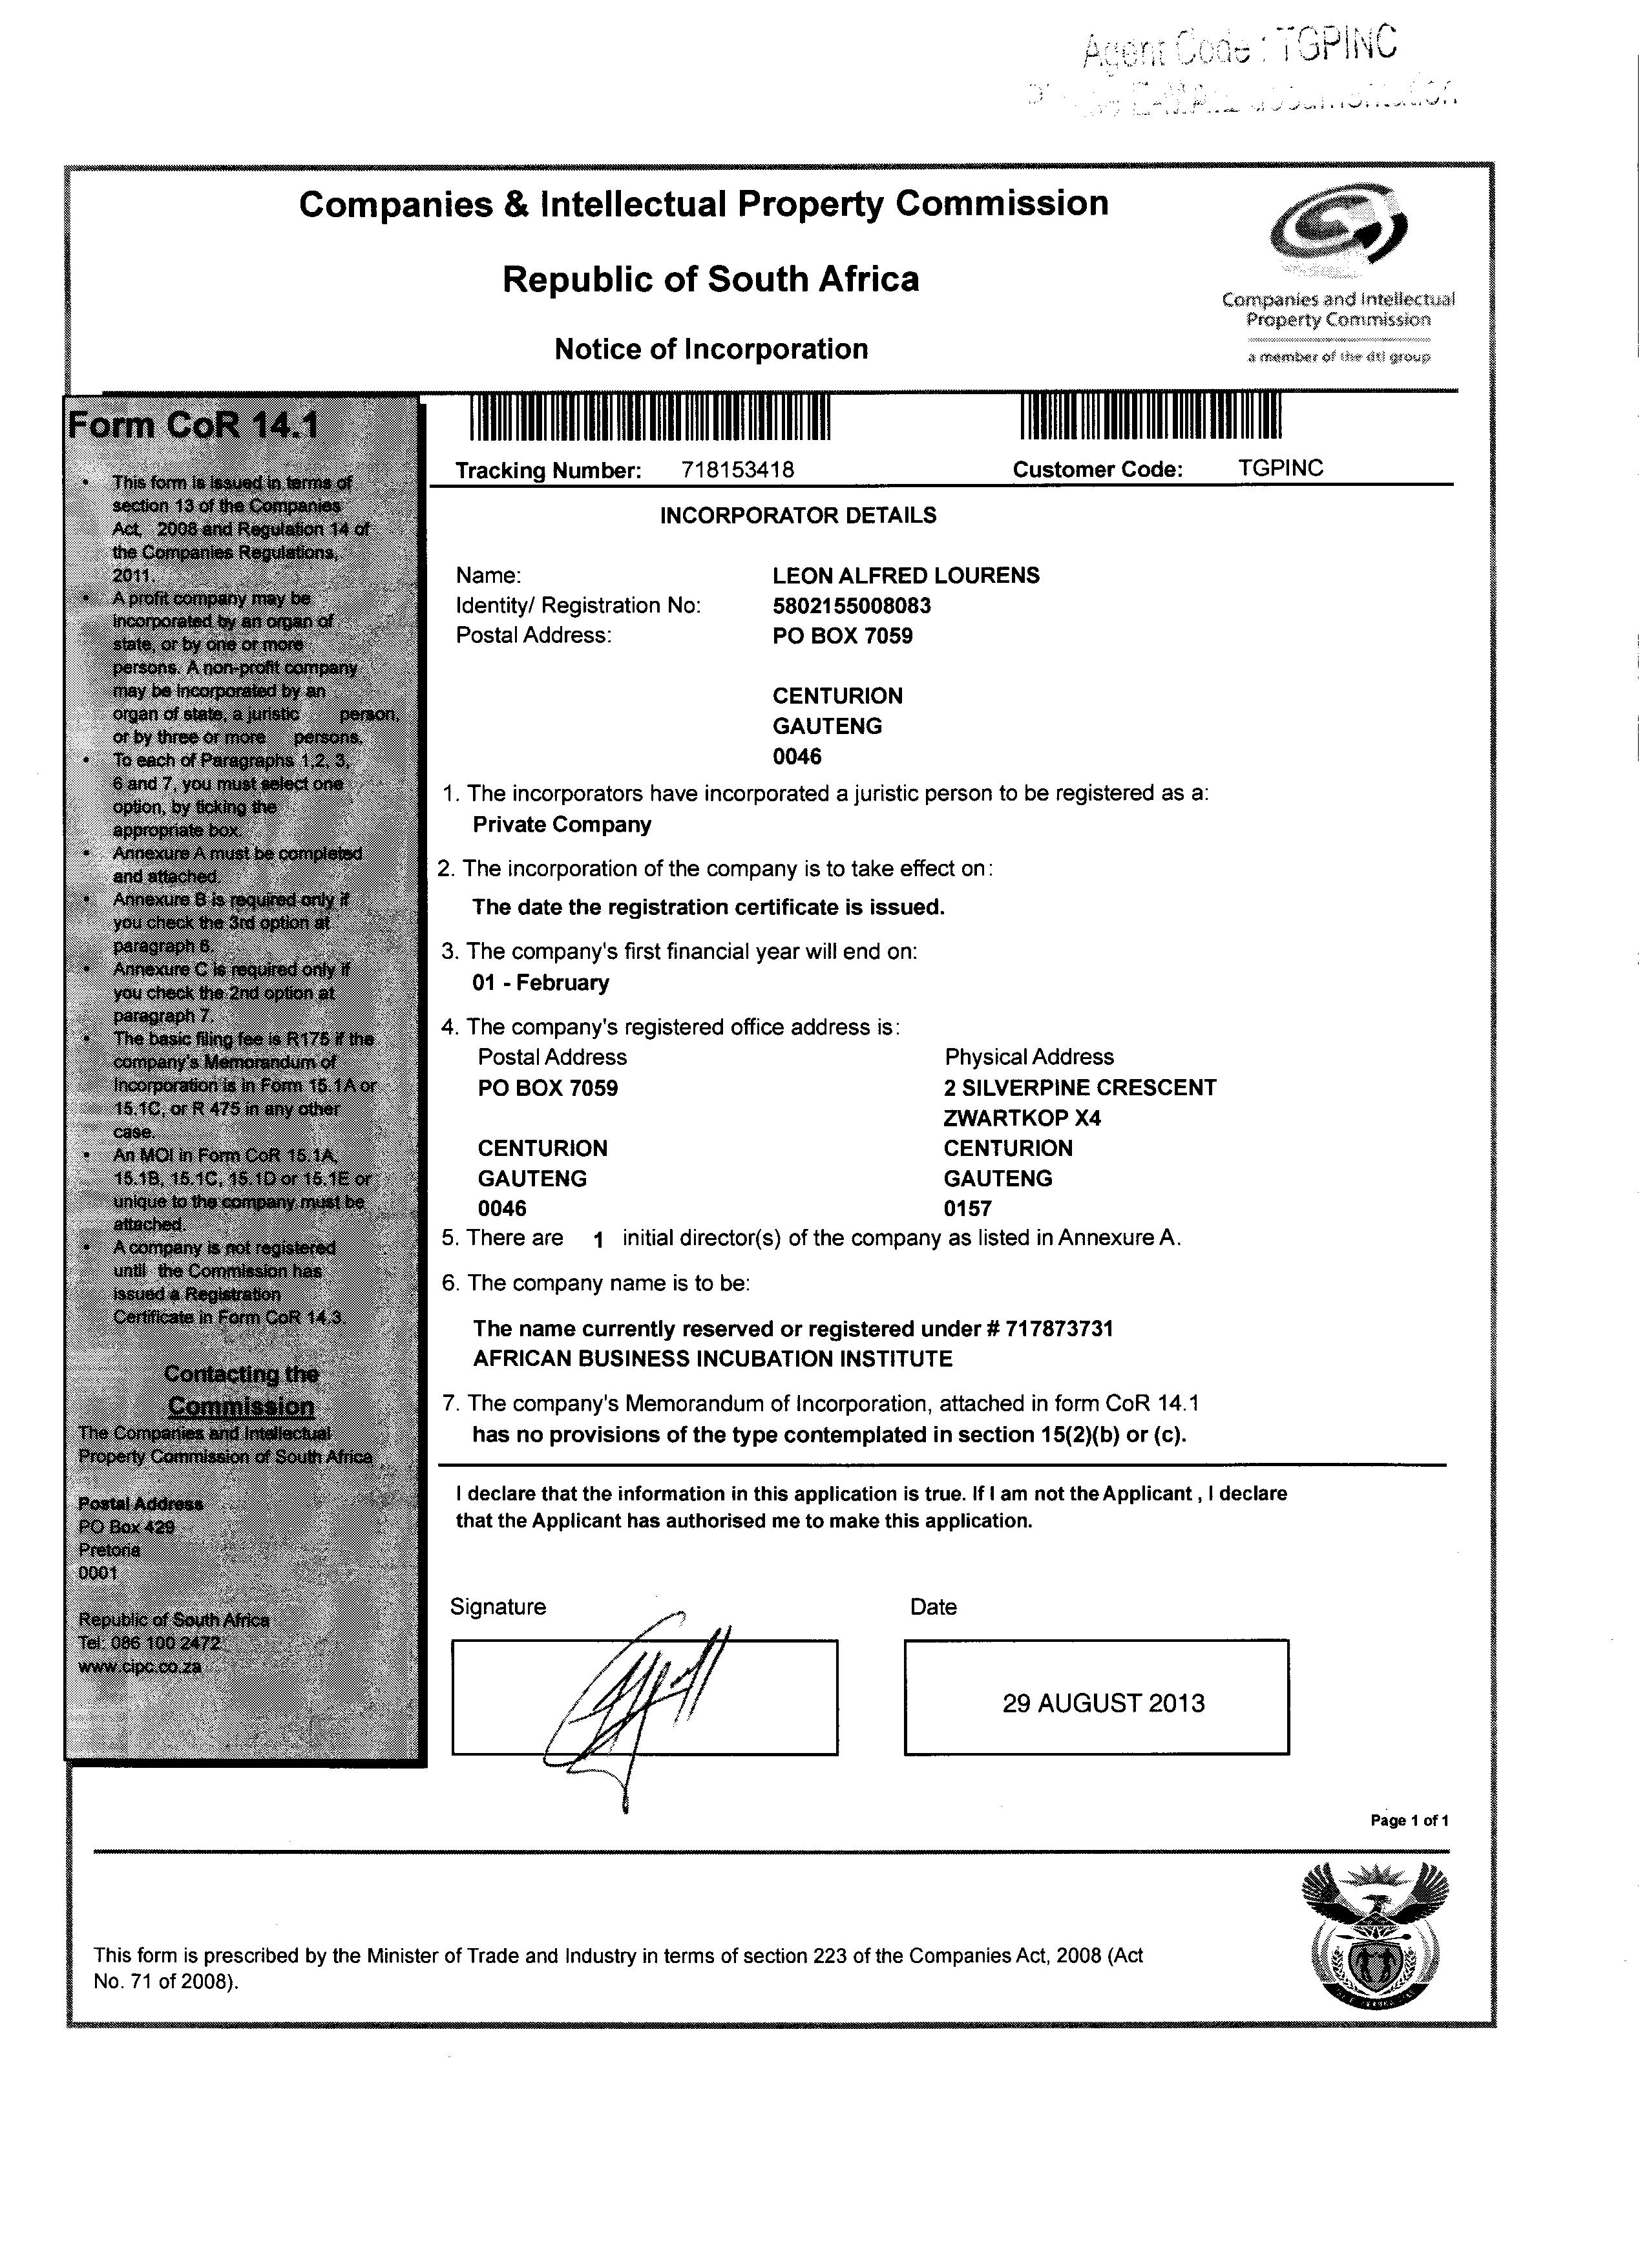 Agent Code : TGPINC
documentation
Companies & Intellectual Property Commission
Republic of South Africa
Notice of Incorporation
Companies and Intellectual
Property Commission
a member of the dti group
Form CoR 14.1
• This form is issued in terms of
section 13 of the Companies
Act, 2008 and Regulation 14 of
the Companies Regulations,
2011.
• A profit company may be
incorporated by an organ of
state, or by one or more
persons. A non-profit company
may be incorporated by an
organ of state, a juristic person,
or by three or more persons.
• To each of Paragraphs 1,2, 3,
6 and 7, you must select one
option, by ticking the
appropriate box.
• Annexure A must be completed
and attached.
• Annexure B is required only if
you check the 3rd option at
paragraph 6.
• Annexure C is required only if
you check the 2nd option at
paragraph 7.
• The basic filing fee is R175 if the
company's Memorandum of
Incorporation is in Form 15.1A or
15.1C, or R 475 in any other
case.
• An MOI in Form CoR 15.1A,
15.1B, 15.1C, 15.1D or 15.1E or
unique to the company must be
attached.
• A company is not registered
until the Commission has
issued a Registration
Certificate in Form CoR 14.3.
Contacting the
Commission
The Companies and Intellectual
Property Commission of South Africa
Postal Address
PO Box 429
Pretoria
0001
Republic of South Africa
Tel: 086 100 2472
www.cipc.co.za
Tracking Number: 718153418 Customer Code: TGPINC
INCORPORATOR DETAILS
Name: LEON ALFRED LOURENS
Identity/ Registration No: 5802155008083
Postal Address: PO BOX 7059
CENTURION
GAUTENG
0046
1. The incorporators have incorporated a juristic person to be registered as a:
Private Company
2. The incorporation of the company is to take effect on:
The date the registration certificate is issued.
3. The company's first financial year will end on:
01 - February
4. The company's registered office address is:
Postal Address Physical Address
PO BOX 7059 2 SILVERPINE CRESCENT
ZWARTKOP X4
CENTURION CENTURION
GAUTENG GAUTENG
0046 0157
5. There are 1 initial director(s) of the company as listed in Annexure A.
6. The company name is to be:
The name currently reserved or registered under # 717873731
AFRICAN BUSINESS INCUBATION INSTITUTE
7. The company's Memorandum of Incorporation, attached in form CoR 14.1
has no provisions of the type contemplated in section 15(2)(b) or (c).
I declare that the information in this application is true. If I am not the Applicant , I declare
that the Applicant has authorised me to make this application.
Signature Date
29 AUGUST 2013
Page 1 of 1
This form is prescribed by the Minister of Trade and Industry in terms of section 223 of the Companies Act, 2008 (Act
No. 71 of 2008).